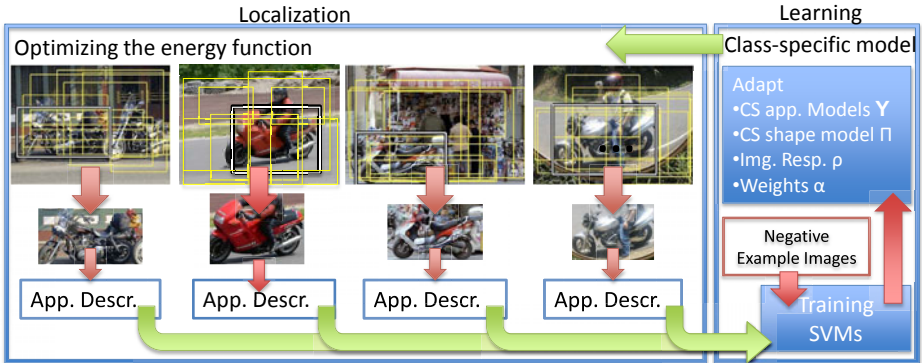 Localization
Learning
Optimizing the energy function
Class-specific model
Adapt
•CS app. Models Υ
•CS shape model Π
•Img. Resp. ρ
•Weights α
Negative
Example Images
App. Descr.
App. Descr.
App. Descr.
App. Descr.
Training
SVMs